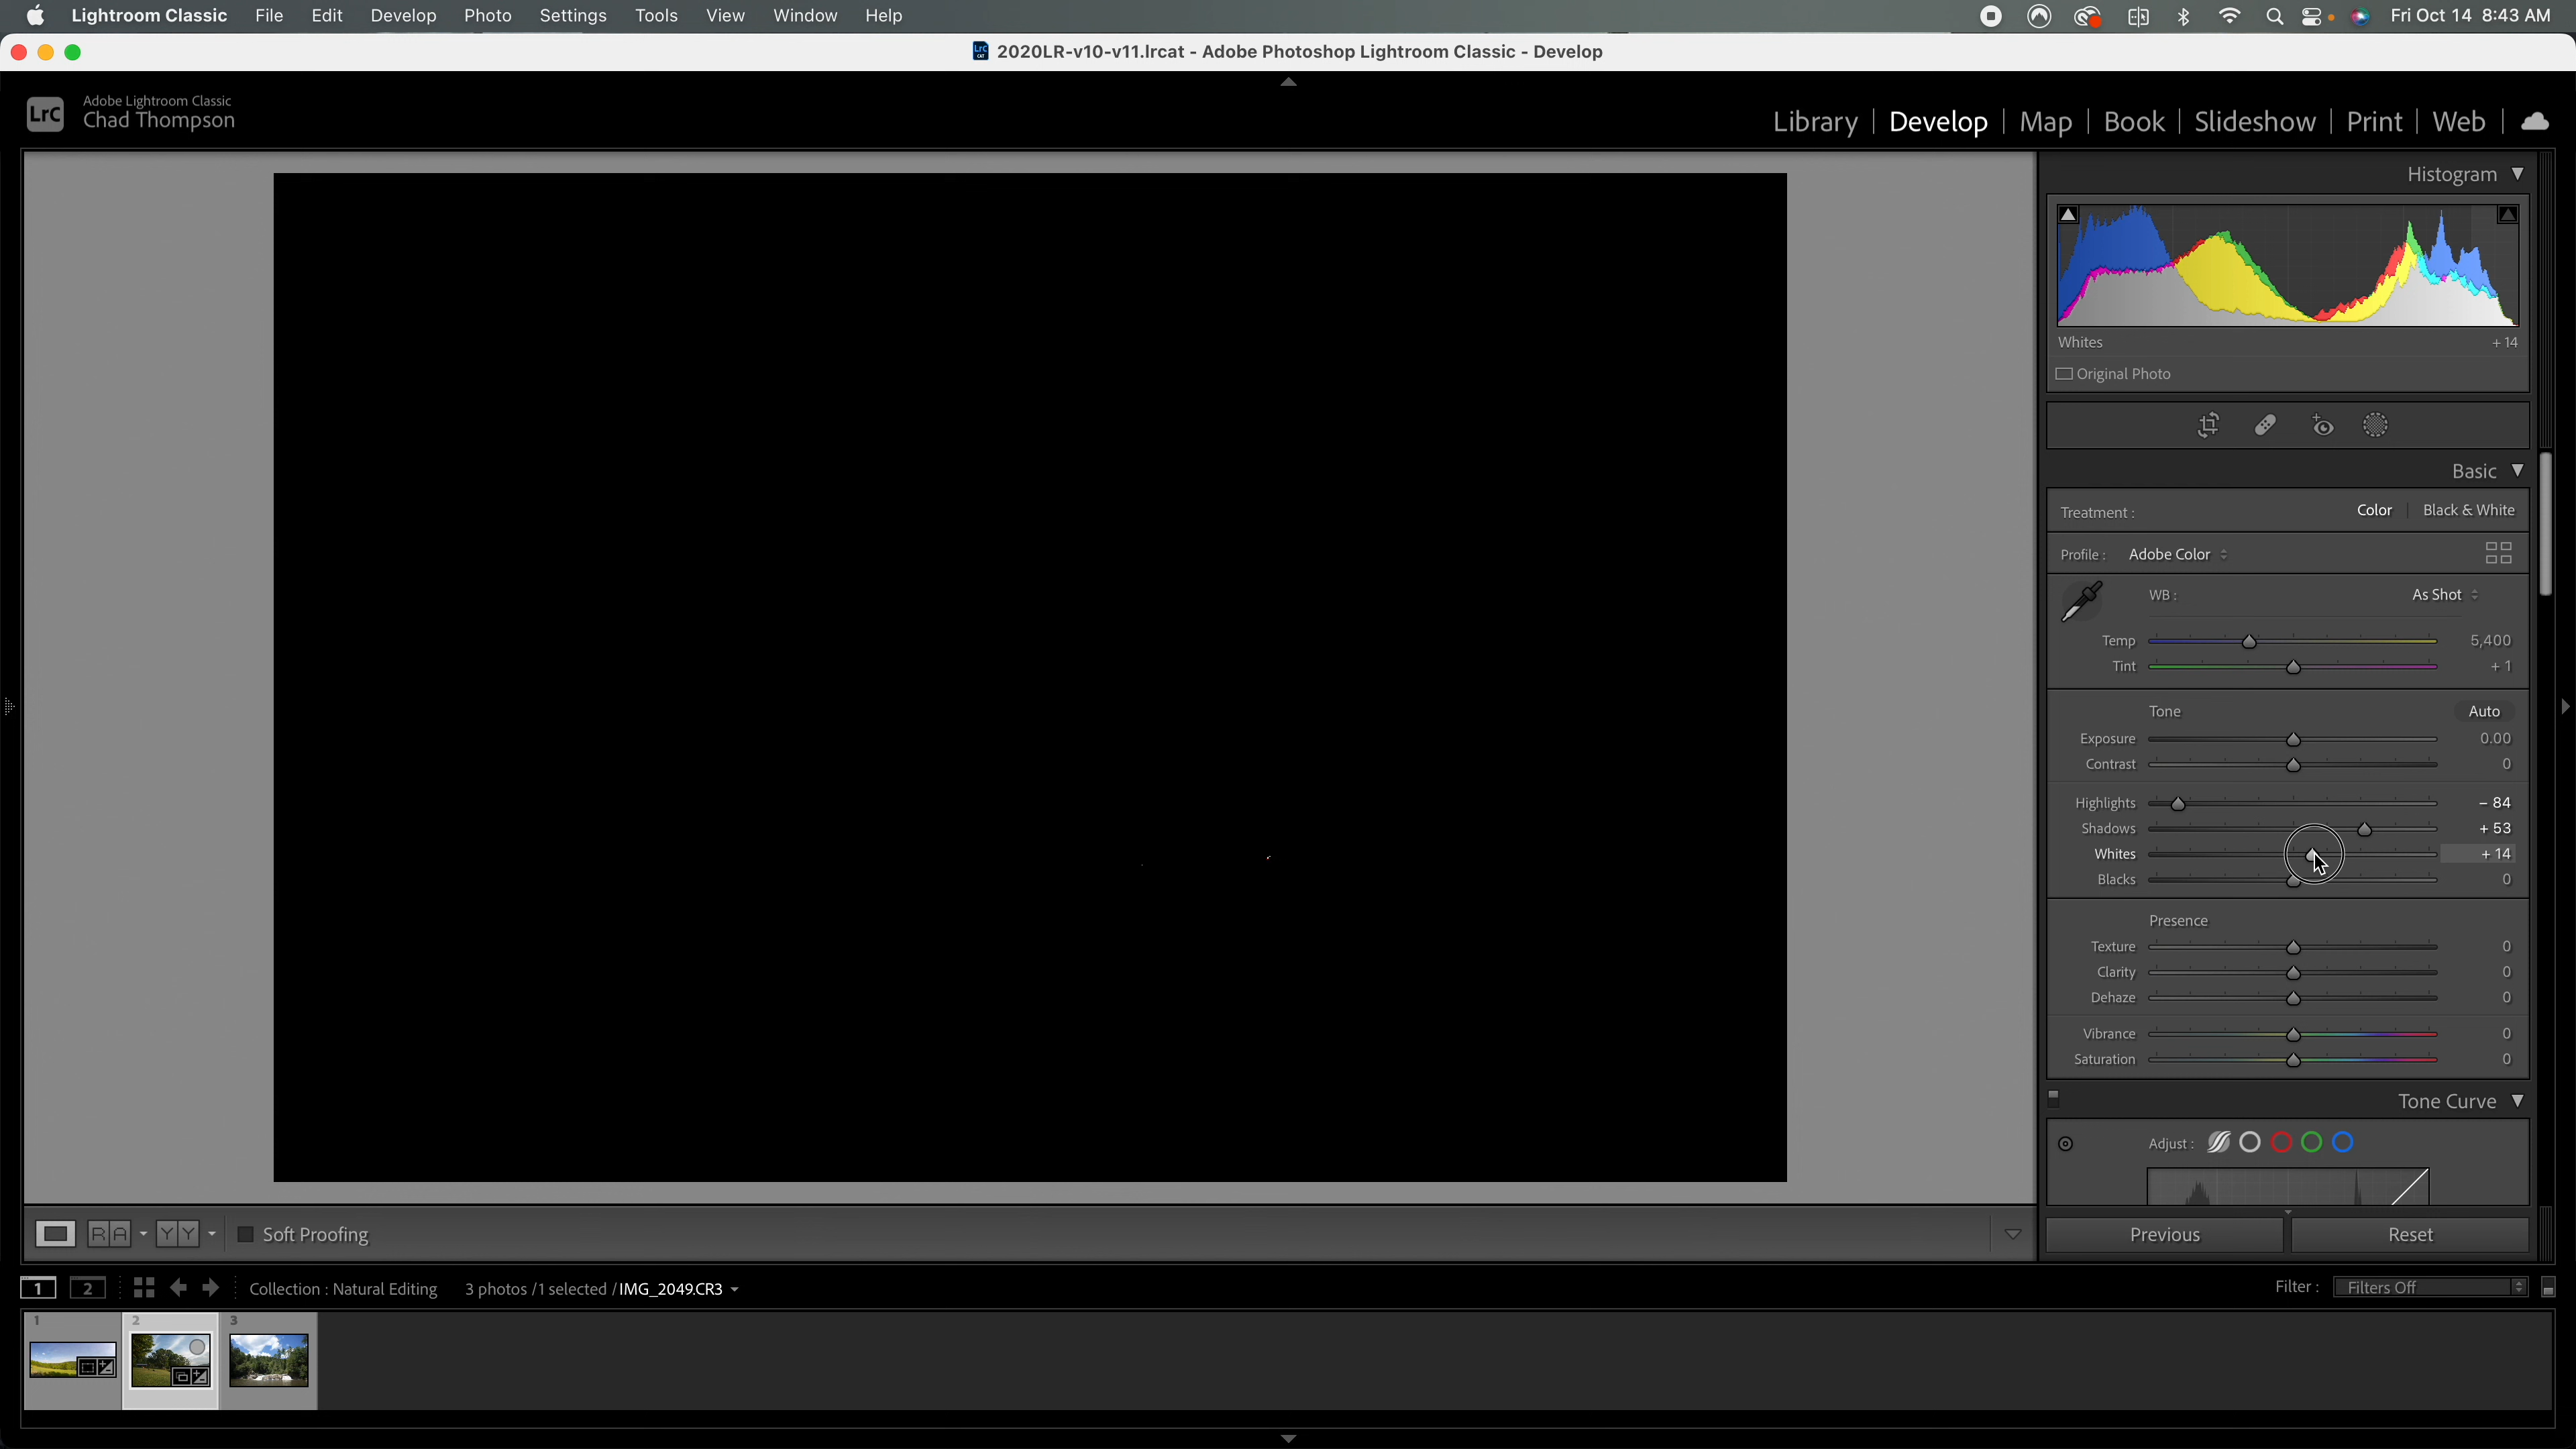 Lightroom Classic File Edit Develop Photo Settings Tools View Window Help Fri Oct 14 8:43 AM
LrC 2020LR-v10-v11.lrcat - Adobe Photoshop Lightroom Classic - Develop
LrC Adobe Lightroom Classic
Chad Thompson
Library | Develop | Map | Book | Slideshow | Print | Web
Histogram
Whites + 14
Original Photo
Basic
Treatment : Color Black & White
Profile : Adobe Color
WB : As Shot
Temp 5,400
Tint + 1
Tone Auto
Exposure 0.00
Contrast 0
Highlights – 84
Shadows + 53
Whites + 14
Blacks 0
Presence
Texture 0
Clarity 0
Dehaze 0
Vibrance 0
Saturation 0
Tone Curve
Adjust :
R A Y Y Soft Proofing
Previous Reset
1 2 Collection : Natural Editing 3 photos / 1 selected / IMG_2049.CR3 Filter : Filters Off
1 2 3